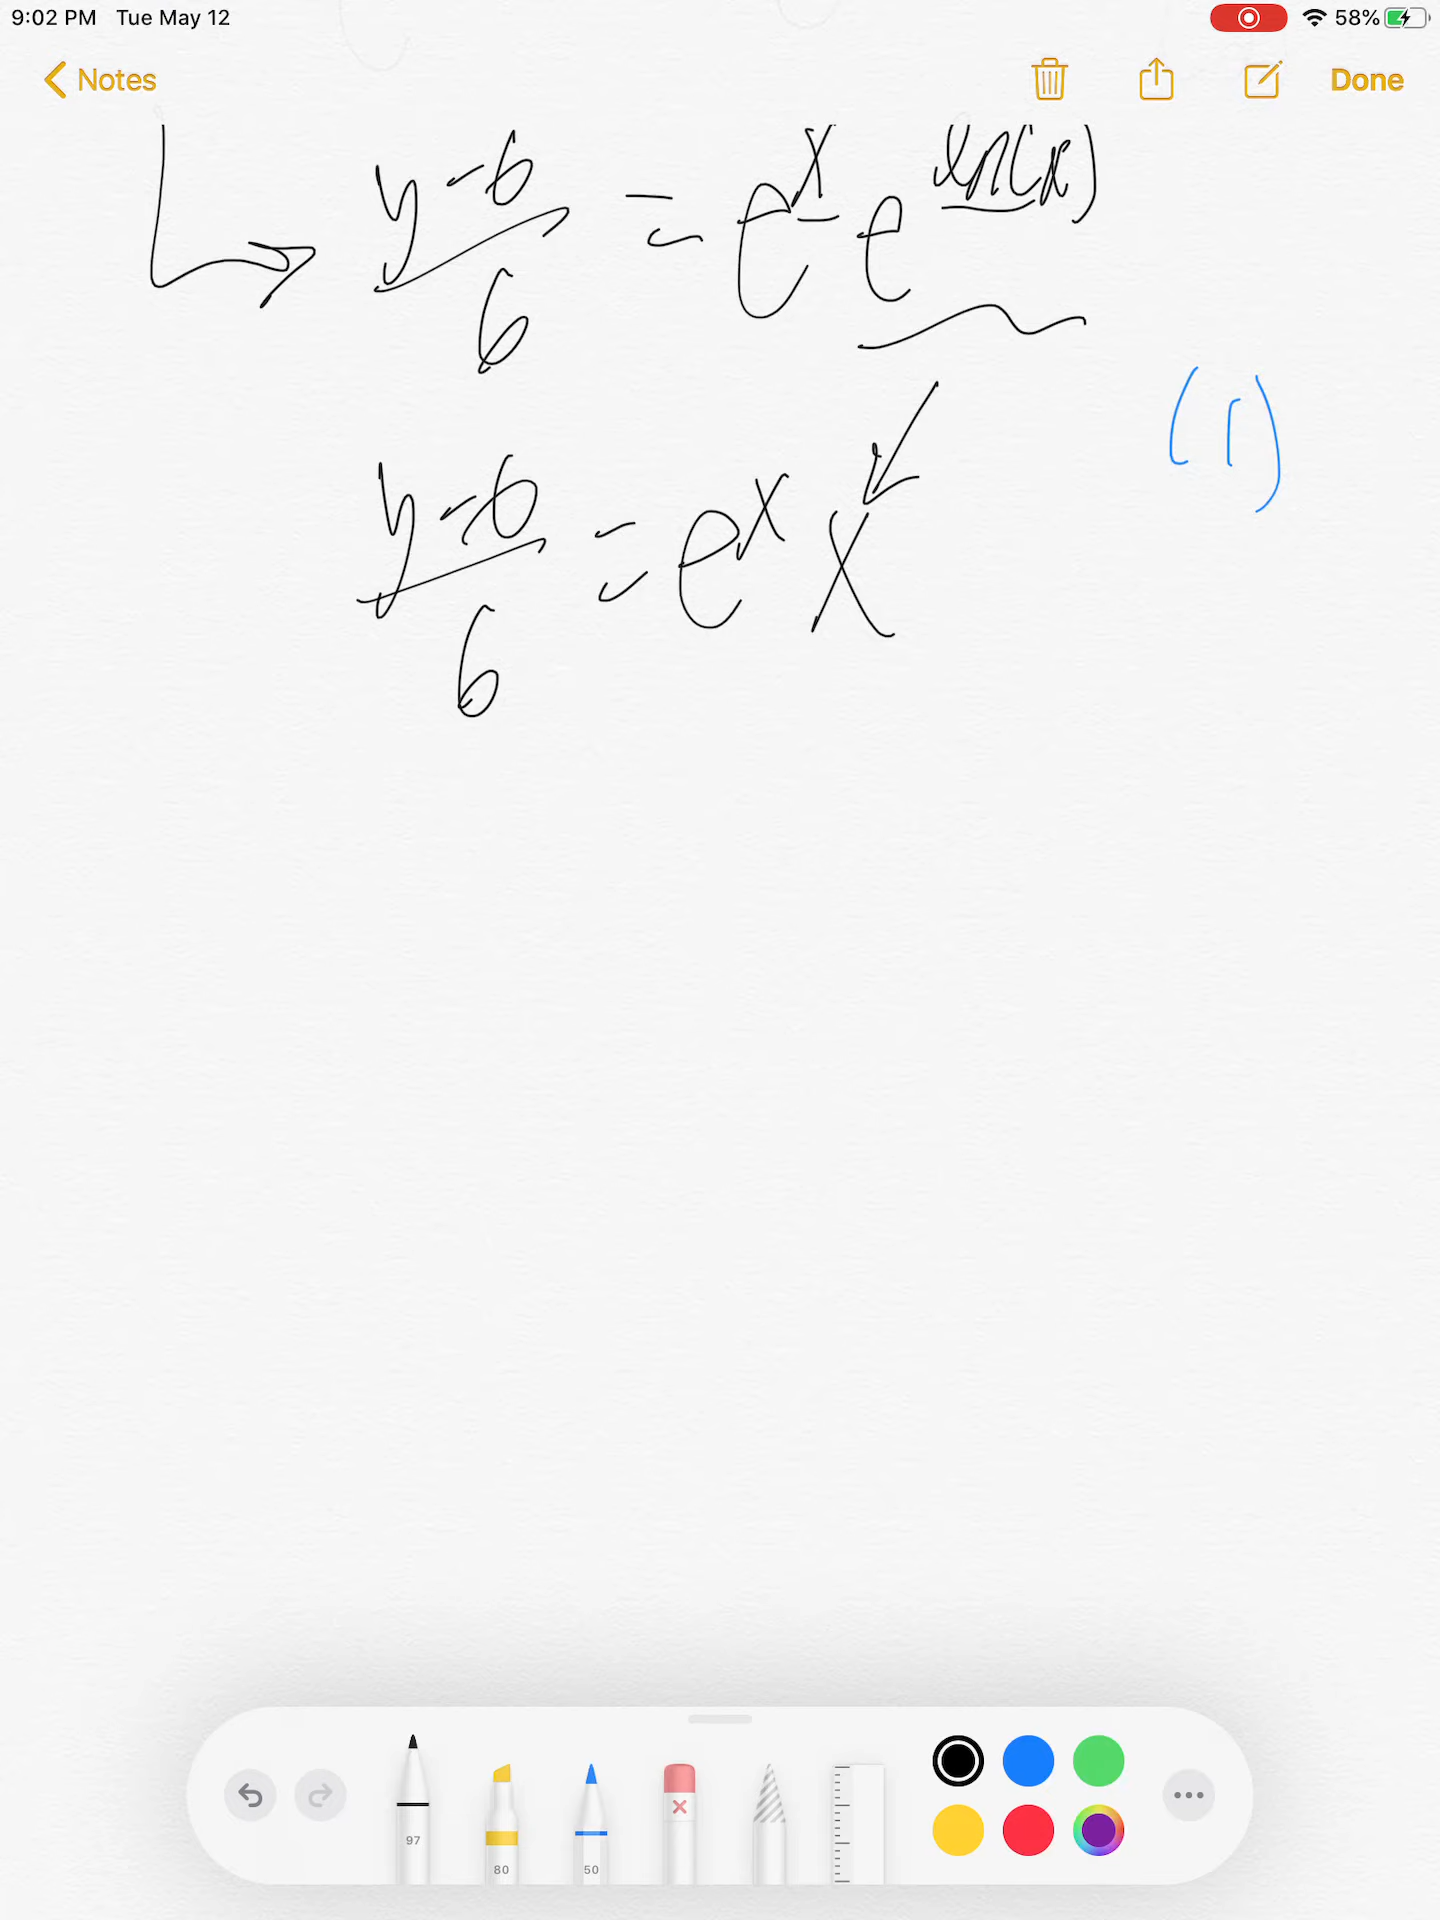 9:02 PM Tue May 12 58%
Notes Done
y-6 = e^x e^ln(x)
6
(1)
y-6 = e^x x
6
97 80 50